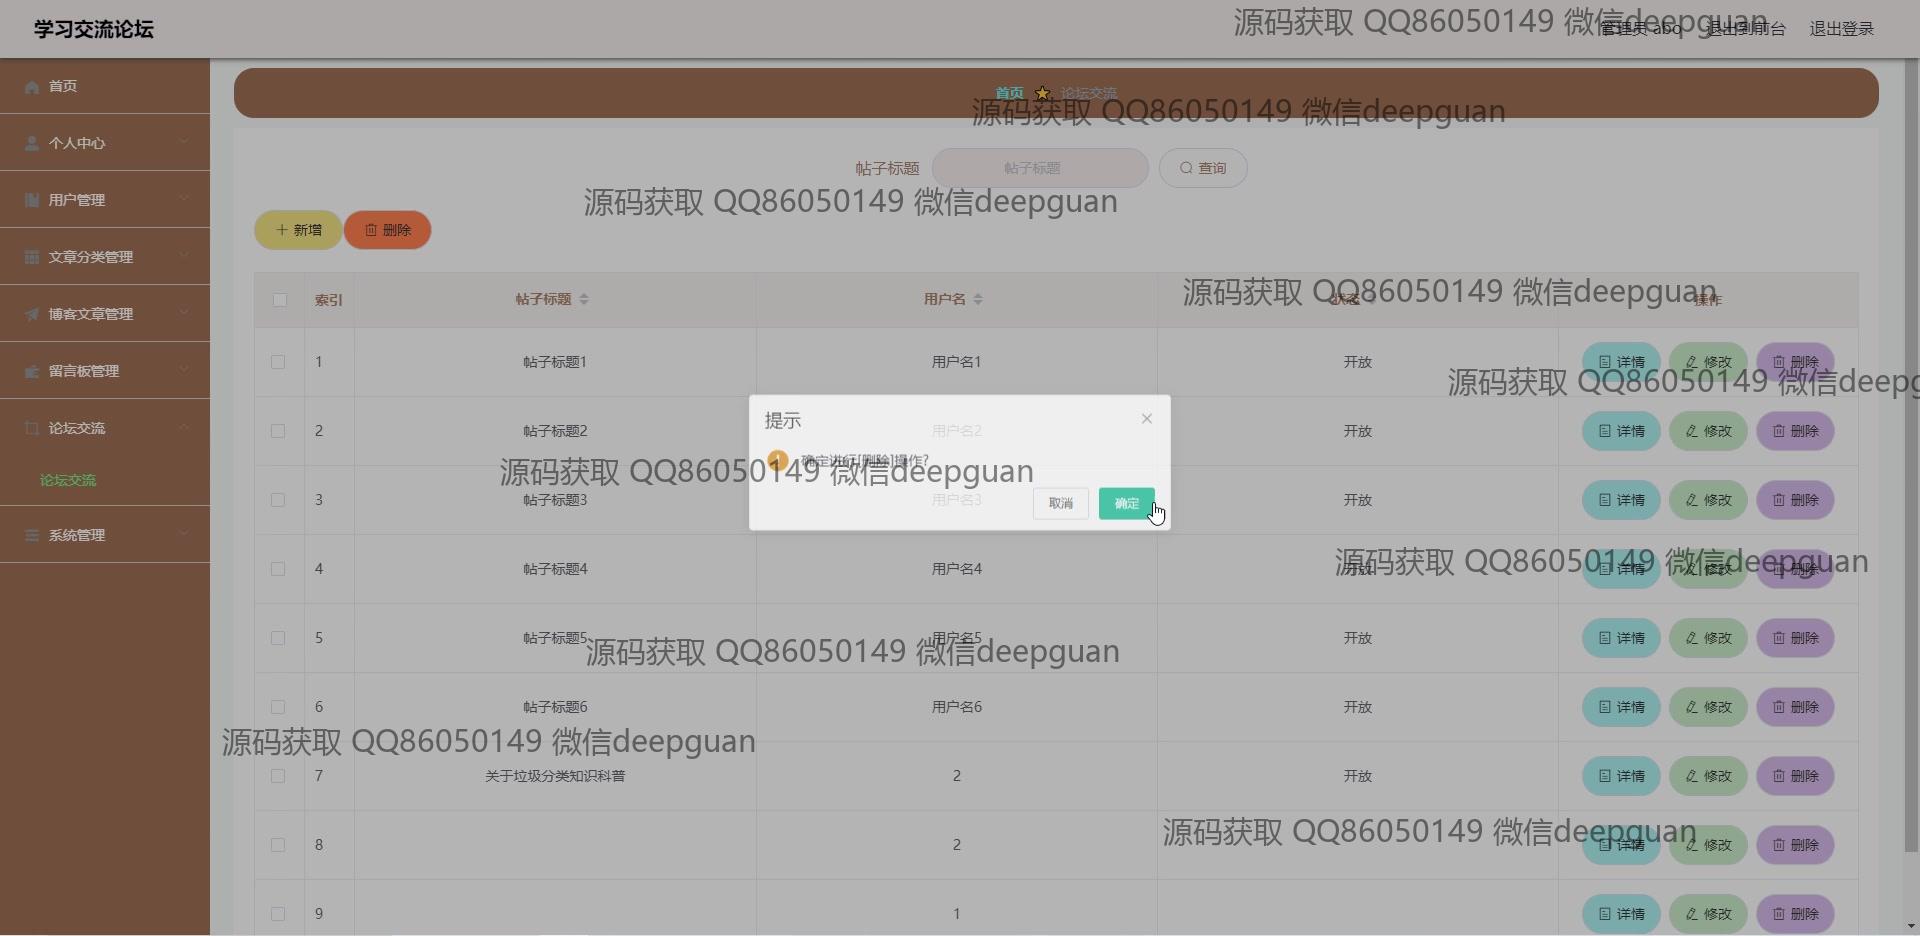 学习交流论坛
源码获取 QQ86050149 微信deepguan
管理员 abo 退出到前台 退出登录
首页
个人中心
用户管理
文章分类管理
博客文章管理
留言板管理
论坛交流
论坛交流
系统管理
首页 论坛交流
源码获取 QQ86050149 微信deepguan
帖子标题 帖子标题 查询
源码获取 QQ86050149 微信deepguan
新增 删除
源码获取 QQ86050149 微信deepguan
索引 帖子标题 用户名 状态 操作
1 帖子标题1 用户名1 开放 详情 修改 删除
源码获取 QQ86050149 微信deepg
2 帖子标题2 用户名2 开放 详情 修改 删除
提示
确定进行[删除]操作?
取消 确定
源码获取 QQ86050149 微信deepguan
3 帖子标题3 用户名3 开放 详情 修改 删除
源码获取 QQ86050149 微信deepguan
4 帖子标题4 用户名4 开放 详情 修改 删除
5 帖子标题5 用户名5 开放 详情 修改 删除
源码获取 QQ86050149 微信deepguan
6 帖子标题6 用户名6 开放 详情 修改 删除
源码获取 QQ86050149 微信deepguan
7 关于垃圾分类知识科普 2 开放 详情 修改 删除
源码获取 QQ86050149 微信deepguan
8 2 详情 修改 删除
9 1 详情 修改 删除